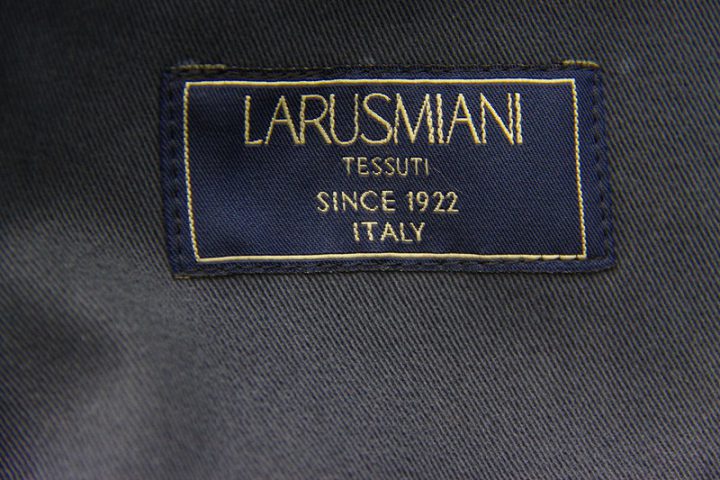 LARUSMIANI
TESSUTI
SINCE 1922
ITALY